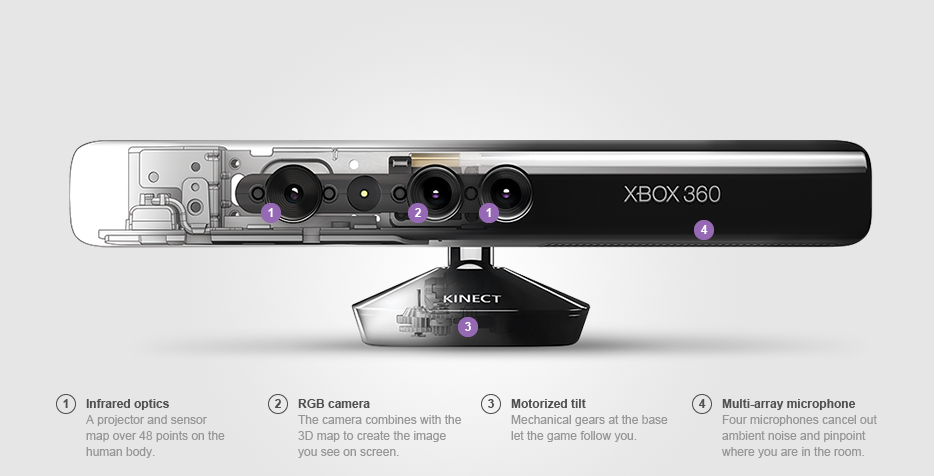 1
2
1
XBOX 360
4
KINECT
3
1 Infrared optics
A projector and sensor
map over 48 points on the
human body.
2 RGB camera
The camera combines with the
3D map to create the image
you see on screen.
3 Motorized tilt
Mechanical gears at the base
let the game follow you.
4 Multi-array microphone
Four microphones cancel out
ambient noise and pinpoint
where you are in the room.